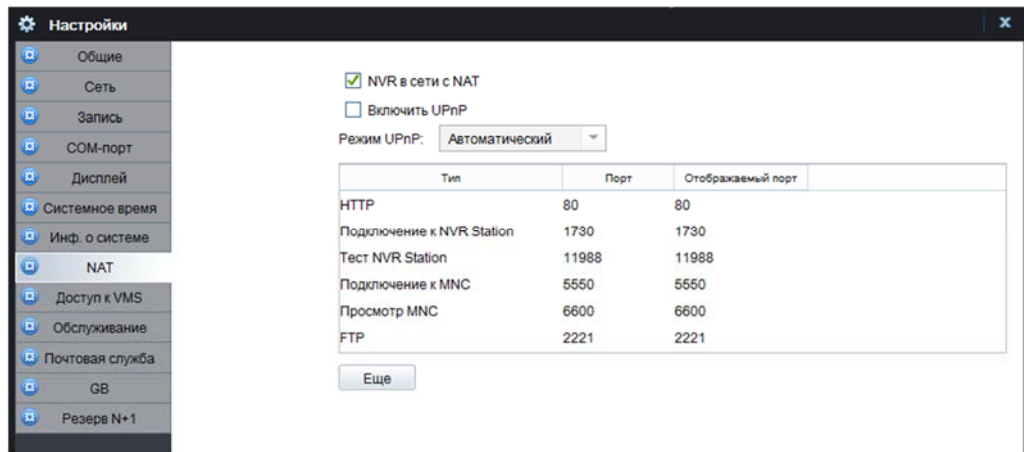 Настройки
x
Общие
Сеть
Запись
COM-порт
Дисплей
Системное время
Инф. о системе
NAT
Доступ к VMS
Обслуживание
Почтовая служба
GB
Резерв N+1
NVR в сети с NAT
Включить UPnP
Режим UPnP: Автоматический
Тип Порт Отображаемый порт
HTTP 80 80
Подключение к NVR Station 1730 1730
Тест NVR Station 11988 11988
Подключение к MNC 5550 5550
Просмотр MNC 6600 6600
FTP 2221 2221
Еще